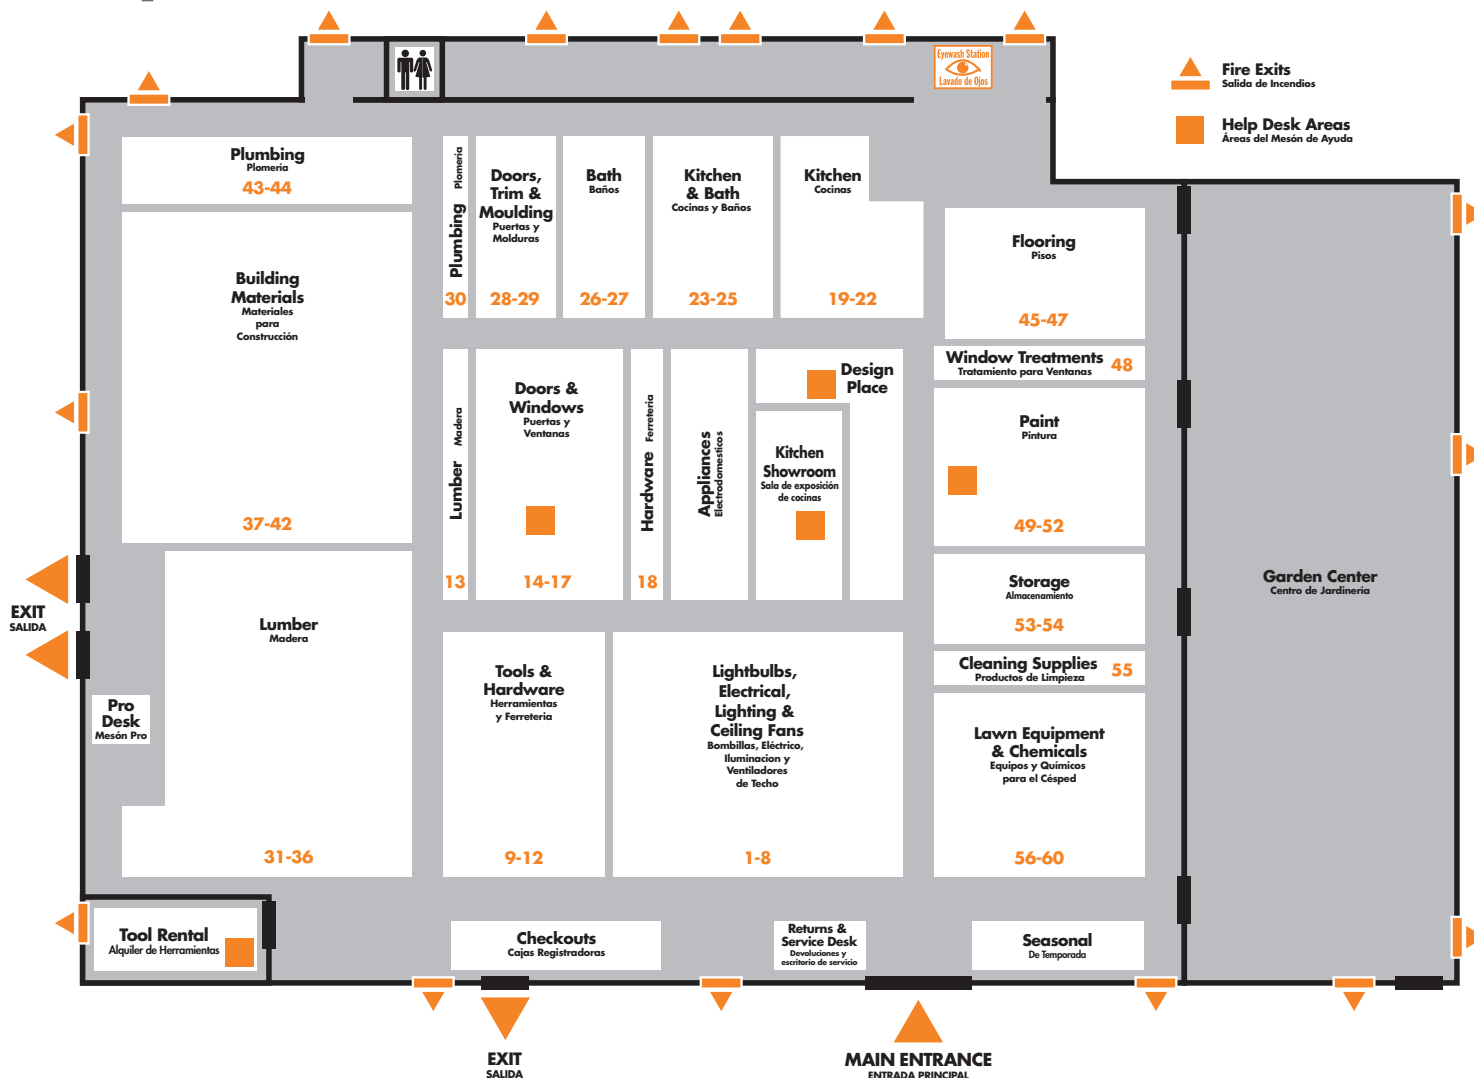 Eyewash Station
Lavado de Ojos
Fire Exits
Salida de Incendios
Help Desk Areas
Áreas del Mesón de Ayuda
Plumbing
Plomería
43-44
Building
Materials
Materiales
para
Construcción
37-42
Plumbing Plomeria
30
Doors,
Trim &
Moulding
Puertas y
Molduras
28-29
Bath
Baños
26-27
Kitchen
& Bath
Cocinas y Baños
23-25
Kitchen
Cocinas
19-22
Flooring
Pisos
45-47
Window Treatments
Tratamiento para Ventanas
48
Lumber Madera
13
Doors &
Windows
Puertas y
Ventanas
14-17
Hardware Ferreteria
18
Appliances
Electrodomesticos
Design
Place
Kitchen
Showroom
Sala de exposición
de cocinas
Paint
Pintura
49-52
Storage
Almacenamiento
53-54
Cleaning Supplies
Productos de Limpieza
55
Garden Center
Centro de Jardinería
EXIT
SALIDA
Lumber
Madera
31-36
Pro
Desk
Mesón Pro
Tools &
Hardware
Herramientas
y Ferreteria
9-12
Lightbulbs,
Electrical,
Lighting &
Ceiling Fans
Bombillas, Eléctrico,
Iluminacion y
Ventiladores
de Techo
1-8
Lawn Equipment
& Chemicals
Equipos y Químicos
para el Césped
56-60
Tool Rental
Alquiler de Herramientas
Checkouts
Cajas Registradoras
Returns &
Service Desk
Devoluciones y
escritorio de servicio
Seasonal
De Temporada
EXIT
SALIDA
MAIN ENTRANCE
ENTRADA PRINCIPAL